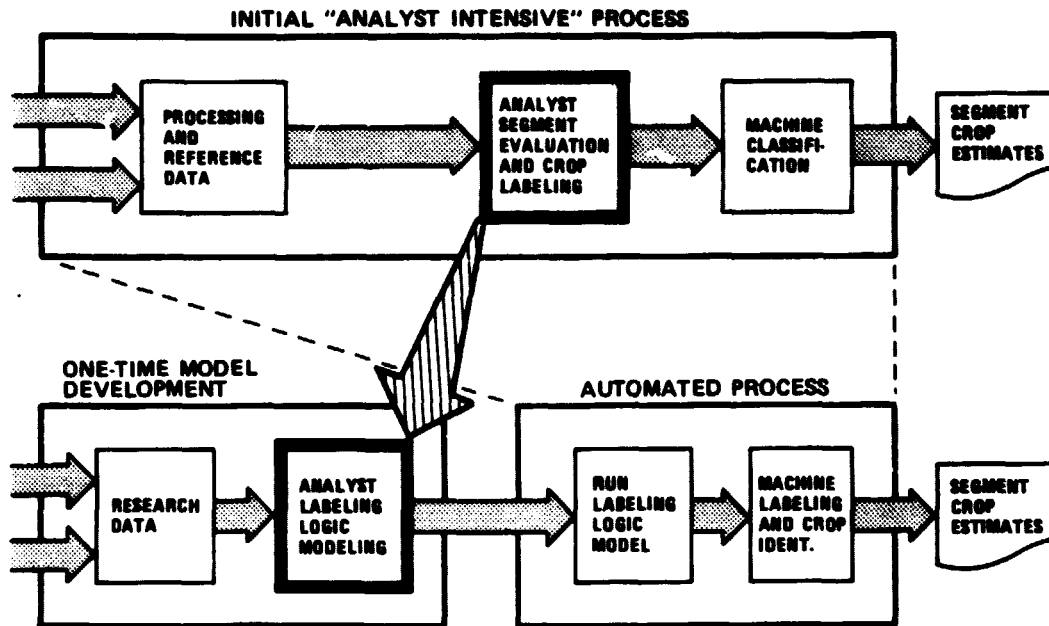 INITIAL "ANALYST INTENSIVE" PROCESS
PROCESSING
AND
REFERENCE
DATA
ANALYST
SEGMENT
EVALUATION
AND CROP
LABELING
MACHINE
CLASSIFI-
CATION
SEGMENT
CROP
ESTIMATES
ONE-TIME MODEL
DEVELOPMENT
RESEARCH
DATA
ANALYST
LABELING
LOGIC
MODELING
AUTOMATED PROCESS
RUN
LABELING
LOGIC
MODEL
MACHINE
LABELING
AND CROP
IDENT.
SEGMENT
CROP
ESTIMATES